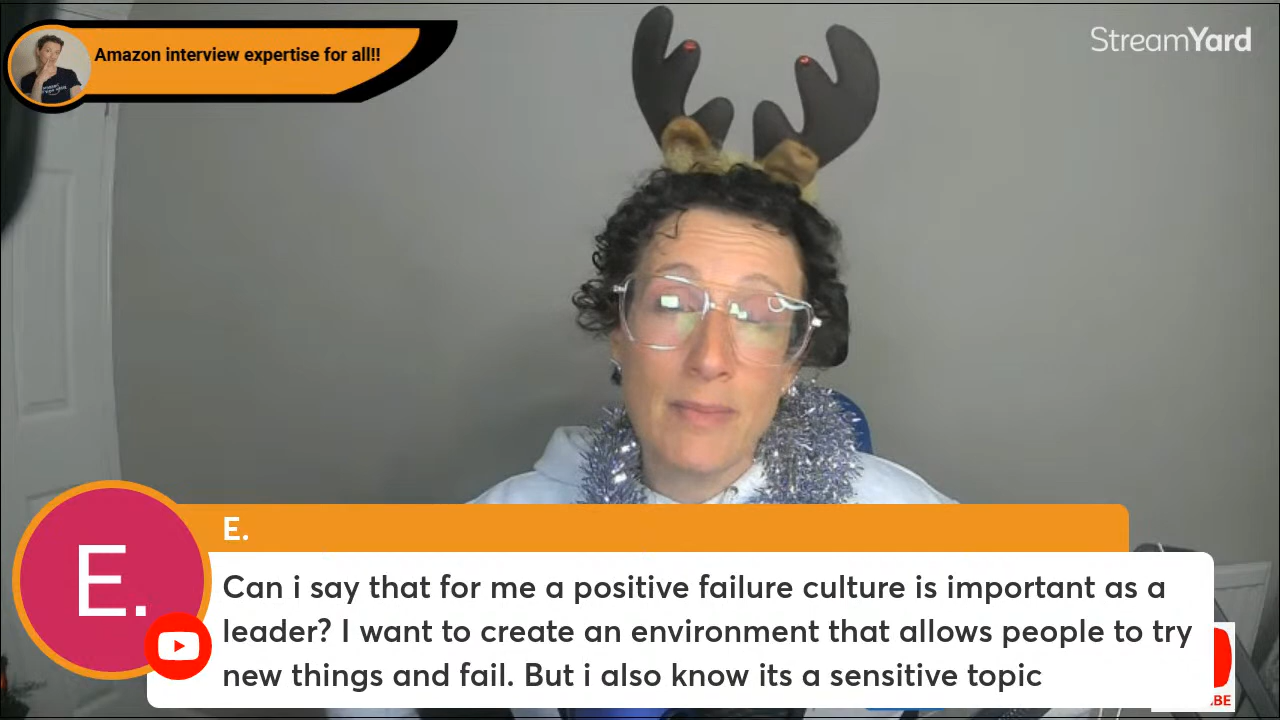 Amazon interview expertise for all!!
StreamYard
E.
E.
Can i say that for me a positive failure culture is important as a
leader? I want to create an environment that allows people to try
new things and fail. But i also know its a sensitive topic